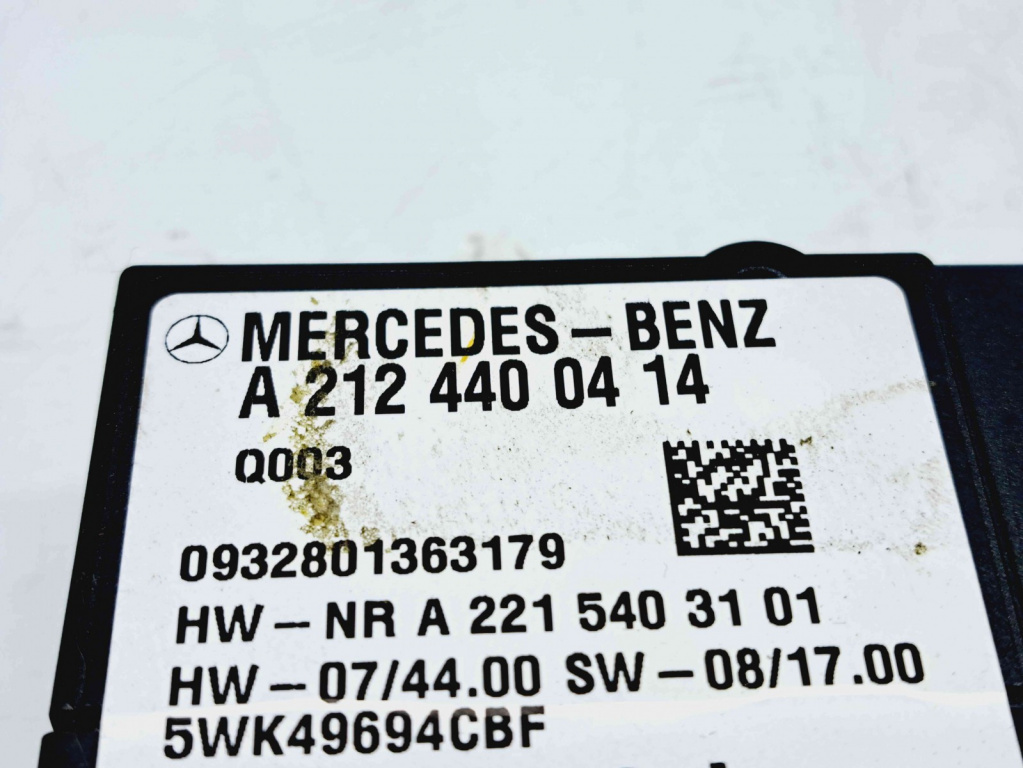 MERCEDES-BENZ
A 212 440 04 14
Q003
0932801363179
HW-NR A 221 540 31 01
HW-07/44.00 SW-08/17.00
5WK49694CBF